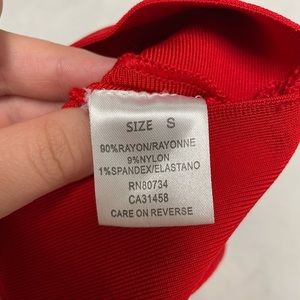 SIZE S
90%RAYON/RAYONNE
9%NYLON
1%SPANDEX/ELASTANO
RN80734
CA31458
CARE ON REVERSE